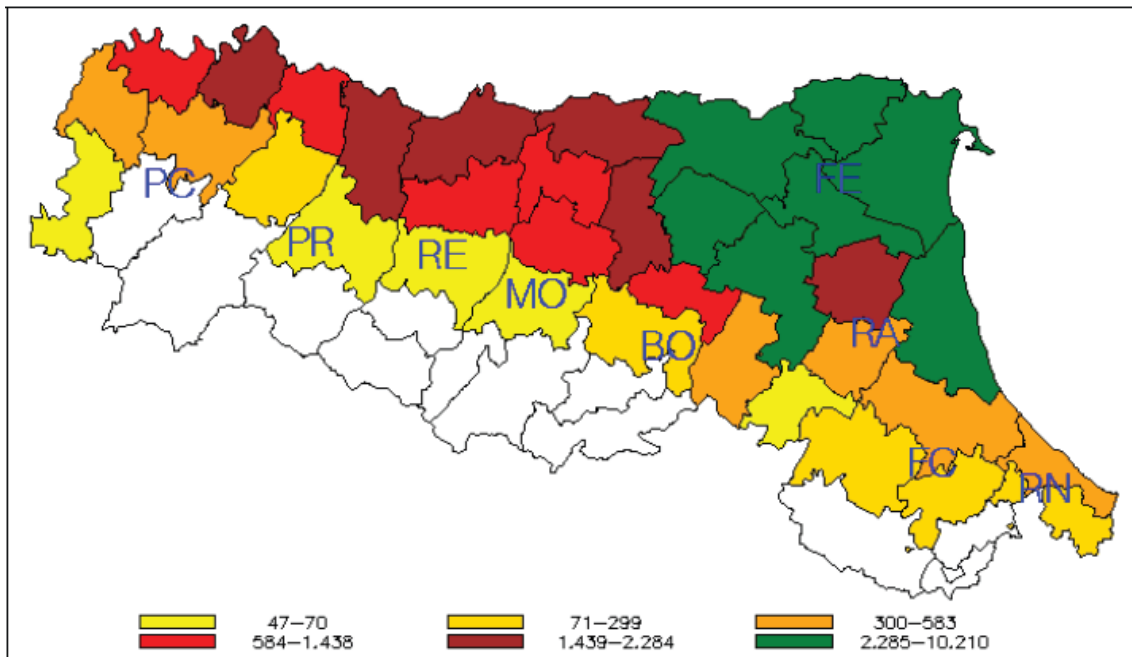 FE
PC
PR
RE
MO
RA
BO
FC
RN
47–70
71–299
300–583
584–1.438
1.439–2.284
2.285–10.210